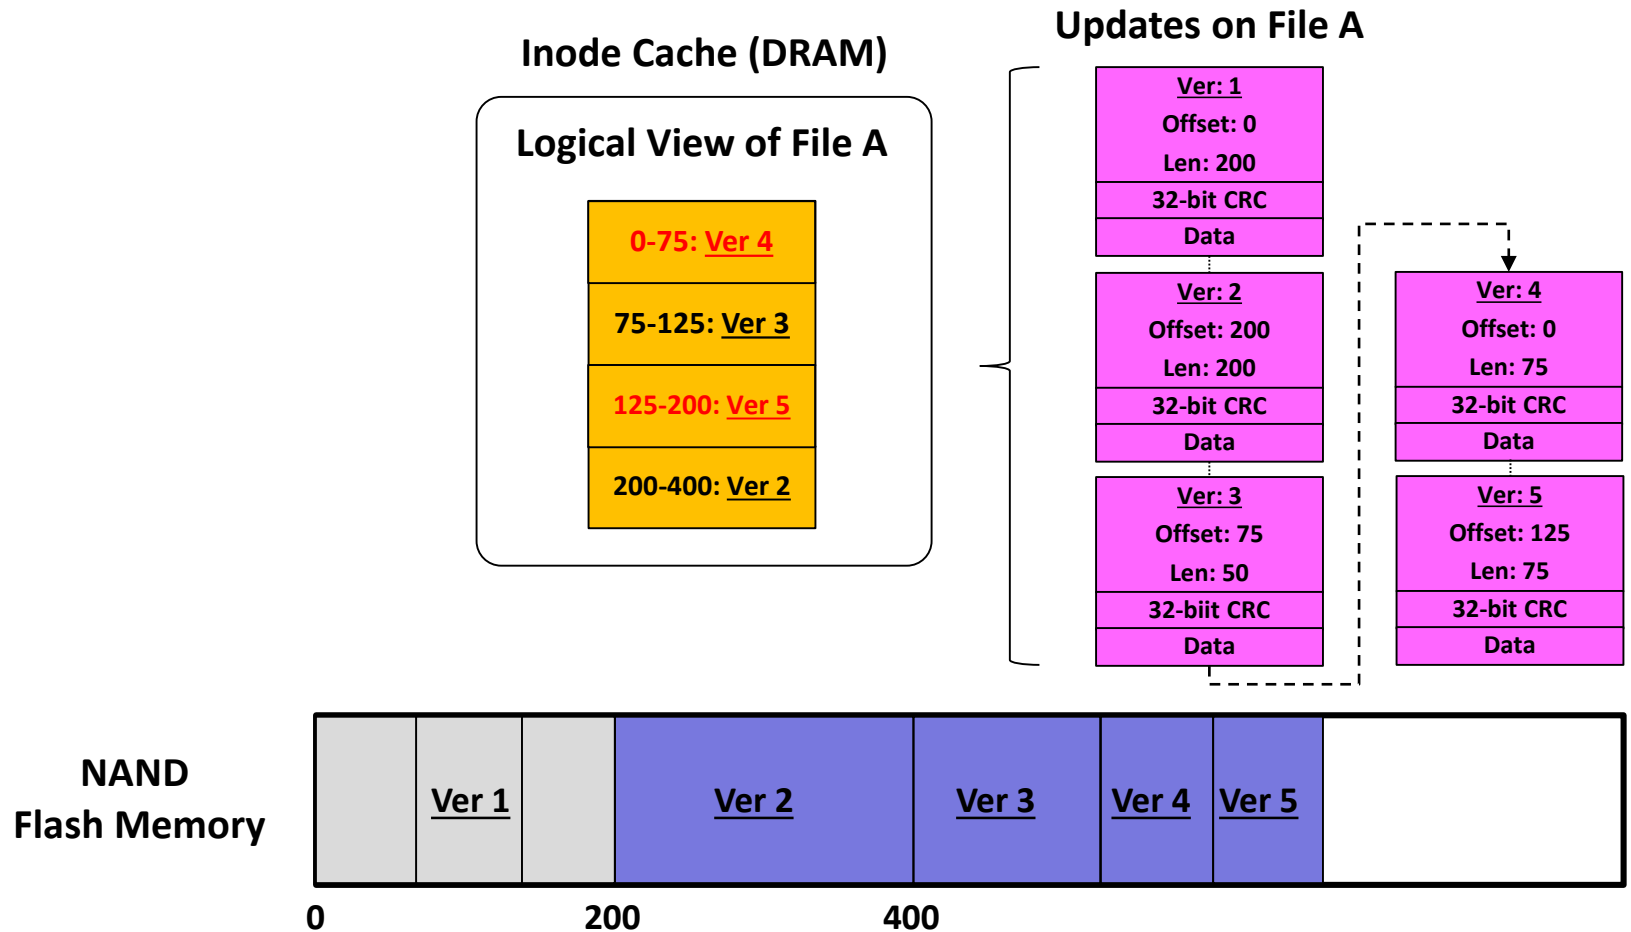 Updates on File A
Inode Cache (DRAM)
Logical View of File A
0-75: Ver 4
75-125: Ver 3
125-200: Ver 5
200-400: Ver 2
Ver: 1
Offset: 0
Len: 200
32-bit CRC
Data
Ver: 2
Offset: 200
Len: 200
32-bit CRC
Data
Ver: 3
Offset: 75
Len: 50
32-biit CRC
Data
Ver: 4
Offset: 0
Len: 75
32-bit CRC
Data
Ver: 5
Offset: 125
Len: 75
32-bit CRC
Data
NAND
Flash Memory
Ver 1
Ver 2
Ver 3
Ver 4
Ver 5
0
200
400